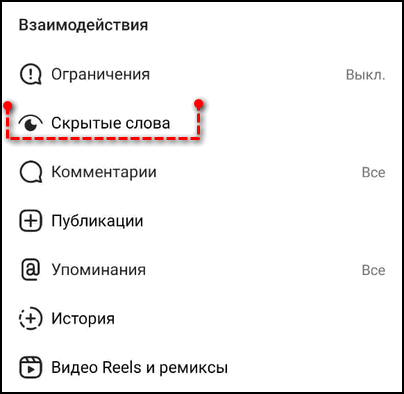 Взаимодействия
Ограничения Выкл.
Скрытые слова
Комментарии Все
Публикации
Упоминания Все
История
Видео Reels и ремиксы